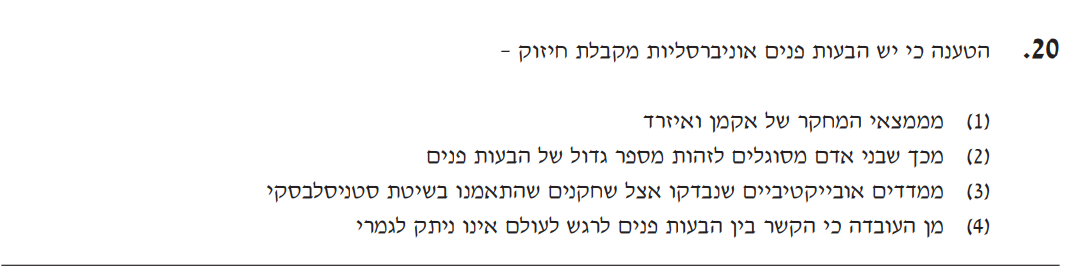 20. הטענה כי יש הבעות פנים אוניברסליות מקבלת חיזוק –
(1) מממצאי המחקר של אקמן ואיזרד
(2) מכך שבני אדם מסוגלים לזהות מספר גדול של הבעות פנים
(3) ממדדים אובייקטיביים שנבדקו אצל שחקנים שהתאמנו בשיטת סטניסלבסקי
(4) מן העובדה כי הקשר בין הבעות פנים לרגש לעולם אינו ניתק לגמרי